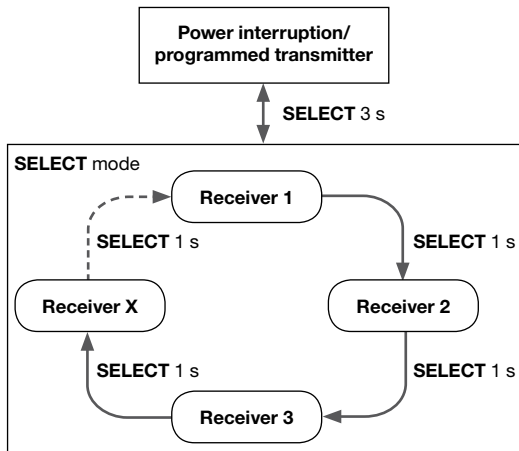 Power interruption/
programmed transmitter
SELECT 3 s
SELECT mode
Receiver 1
SELECT 1 s
SELECT 1 s
Receiver X
Receiver 2
SELECT 1 s
SELECT 1 s
Receiver 3